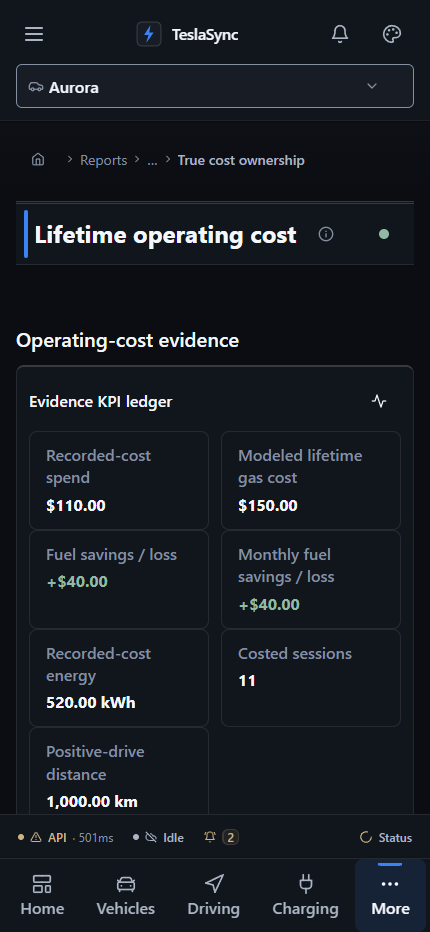 TeslaSync
Aurora
Reports
...
True cost ownership
Lifetime operating cost
Operating-cost evidence
Evidence KPI ledger
Recorded-cost
spend
$110.00
Modeled lifetime
gas cost
$150.00
Fuel savings / loss
+$40.00
Monthly fuel
savings / loss
+$40.00
Recorded-cost
energy
520.00 kWh
Costed sessions
11
Positive-drive
distance
1,000.00 km
API · 501ms
Idle
2
Status
Home
Vehicles
Driving
Charging
More